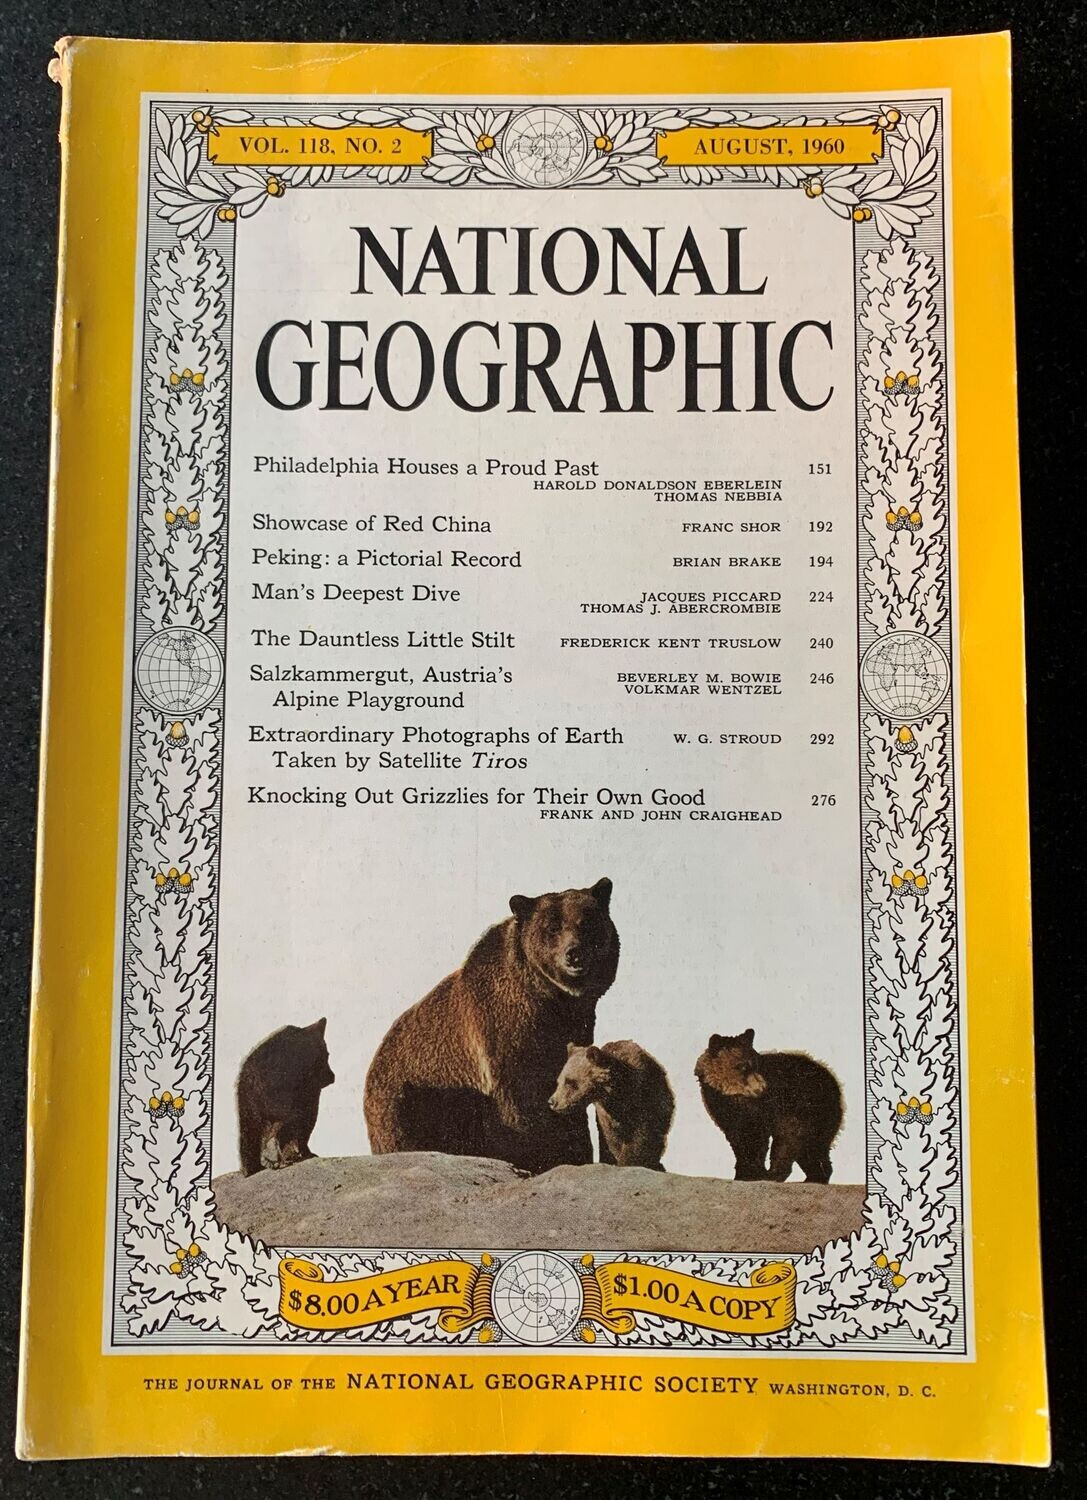 VOL. 118, NO. 2
AUGUST, 1960
NATIONAL
GEOGRAPHIC
Philadelphia Houses a Proud Past 151
HAROLD DONALDSON EBERLEIN
THOMAS NEBBIA
Showcase of Red China FRANC SHOR 192
Peking: a Pictorial Record BRIAN BRAKE 194
Man's Deepest Dive JACQUES PICCARD 224
THOMAS J. ABERCROMBIE
The Dauntless Little Stilt FREDERICK KENT TRUSLOW 240
Salzkammergut, Austria's BEVERLEY M. BOWIE 246
VOLKMAR WENTZEL
Alpine Playground
Extraordinary Photographs of Earth W. G. STROUD 292
Taken by Satellite Tiros
Knocking Out Grizzlies for Their Own Good 276
FRANK AND JOHN CRAIGHEAD
$8.00 A YEAR
$1.00 A COPY
THE JOURNAL OF THE NATIONAL GEOGRAPHIC SOCIETY WASHINGTON, D. C.